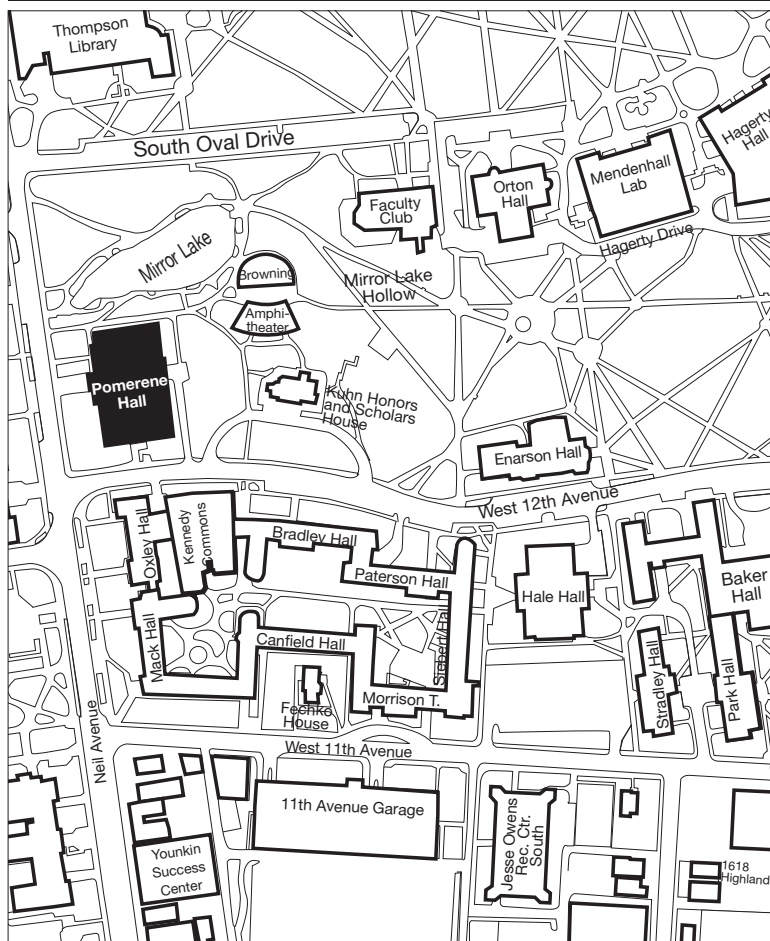 Thompson
Library
South Oval Drive
Hagerty
Hall
Mendenhall
Lab
Orton
Hall
Faculty
Club
Hagerty Drive
Mirror Lake
Browning
Amphi-
theater
Mirror Lake
Hollow
Pomerene
Hall
Kuhn Honors
and Scholars
House
Enarson Hall
West 12th Avenue
Oxley Hall
Kennedy
Commons
Bradley Hall
Paterson Hall
Hale Hall
Baker
Hall
Mack Hall
Canfield Hall
Siebert Hall
Stradley Hall
Park Hall
Morrison T.
Fechko
House
Neil Avenue
West 11th Avenue
11th Avenue Garage
Jesse Owens
Rec. Ctr.
South
Younkin
Success
Center
1618
Highland